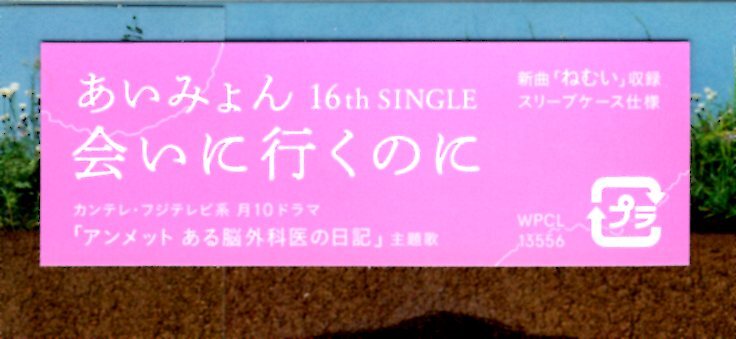 あいみょん 16th SINGLE
会いに行くのに
カンテレ・フジテレビ系 月10ドラマ
「アンメット ある脳外科医の日記」主題歌
新曲「ねむい」収録
スリーブケース仕様
プラ
WPCL
13556